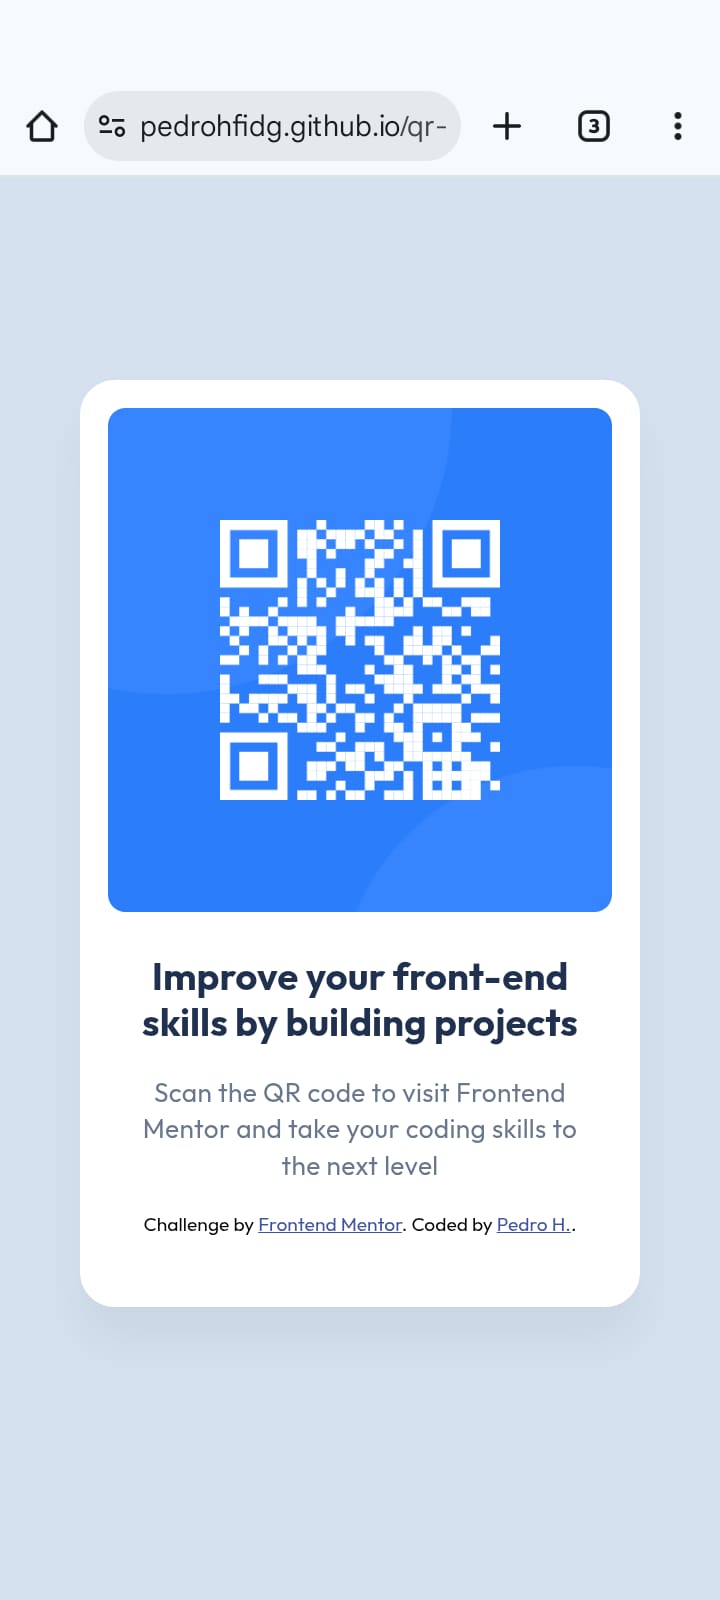 pedrohfidg.github.io/qr-
3
Improve your front-end
skills by building projects
Scan the QR code to visit Frontend
Mentor and take your coding skills to
the next level
Challenge by Frontend Mentor. Coded by Pedro H..